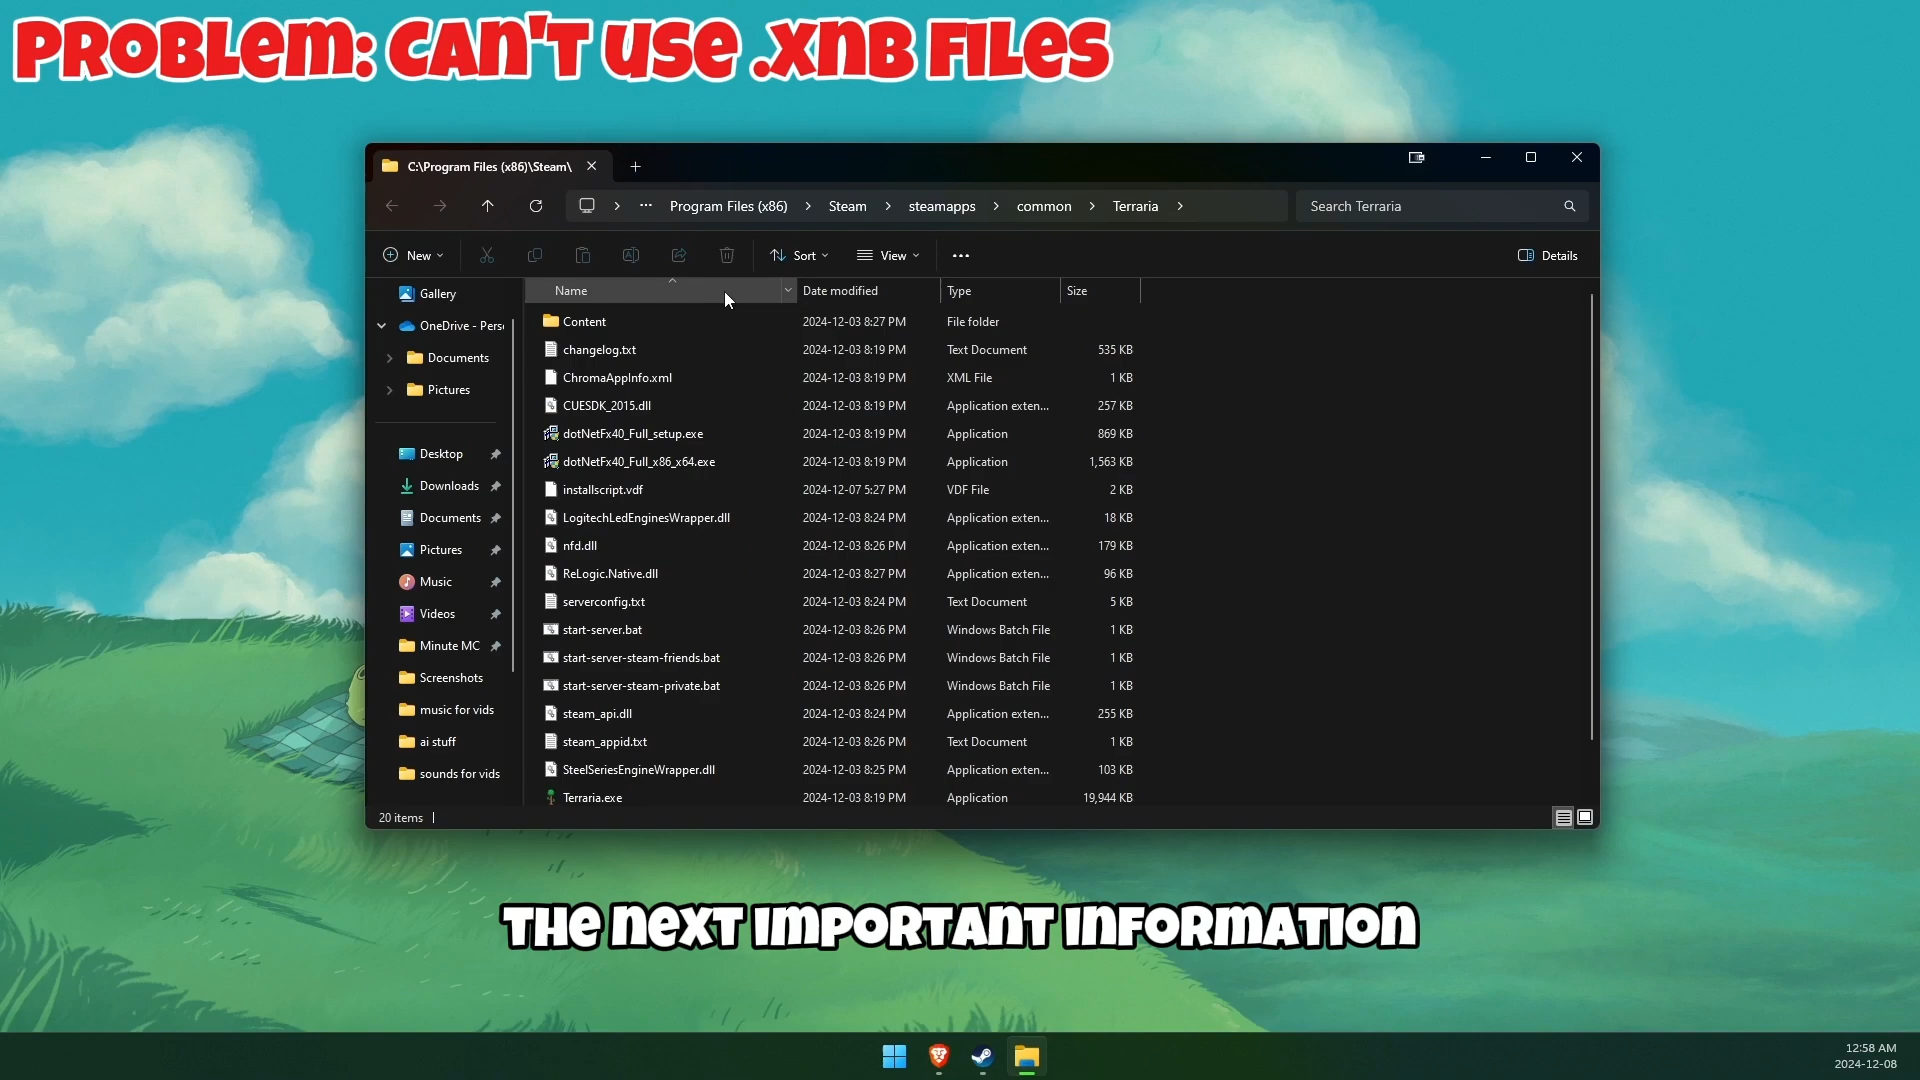 PROBLEM: CAN'T USE .XNB FILES
C:\Program Files (x86)\Steam\
Program Files (x86)
Steam
steamapps
common
Terraria
Search Terraria
New
Sort
View
Details
Gallery
OneDrive - Pers
Documents
Pictures
Desktop
Downloads
Documents
Pictures
Music
Videos
Minute MC
Screenshots
music for vids
ai stuff
sounds for vids
Name Date modified Type Size
Content 2024-12-03 8:27 PM File folder
changelog.txt 2024-12-03 8:19 PM Text Document 535 KB
ChromaAppInfo.xml 2024-12-03 8:19 PM XML File 1 KB
CUESDK_2015.dll 2024-12-03 8:19 PM Application exten... 257 KB
dotNetFx40_Full_setup.exe 2024-12-03 8:19 PM Application 869 KB
dotNetFx40_Full_x86_x64.exe 2024-12-03 8:19 PM Application 1,563 KB
installscript.vdf 2024-12-07 5:27 PM VDF File 2 KB
LogitechLedEnginesWrapper.dll 2024-12-03 8:24 PM Application exten... 18 KB
nfd.dll 2024-12-03 8:26 PM Application exten... 179 KB
ReLogic.Native.dll 2024-12-03 8:27 PM Application exten... 96 KB
serverconfig.txt 2024-12-03 8:24 PM Text Document 5 KB
start-server.bat 2024-12-03 8:26 PM Windows Batch File 1 KB
start-server-steam-friends.bat 2024-12-03 8:26 PM Windows Batch File 1 KB
start-server-steam-private.bat 2024-12-03 8:26 PM Windows Batch File 1 KB
steam_api.dll 2024-12-03 8:24 PM Application exten... 255 KB
steam_appid.txt 2024-12-03 8:26 PM Text Document 1 KB
SteelSeriesEngineWrapper.dll 2024-12-03 8:25 PM Application exten... 103 KB
Terraria.exe 2024-12-03 8:19 PM Application 19,944 KB
20 items
THE NEXT IMPORTANT INFORMATION
12:58 AM
2024-12-08